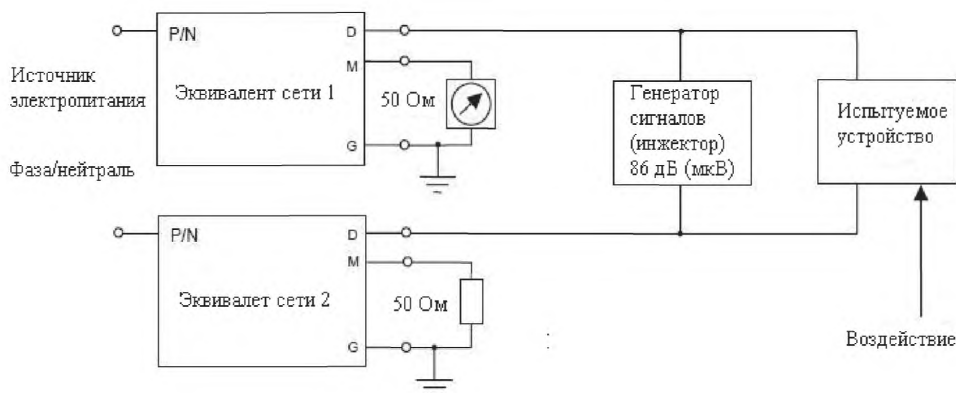 P/N
D
M
G
Источник
электропитания
Эквивалент сети 1
50 Ом
Генератор
сигналов
(инжектор)
86 дБ (мкВ)
Испытуемое
устройство
Фаза/нейтраль
P/N
D
M
G
Эквивалет сети 2
50 Ом
Воздействие